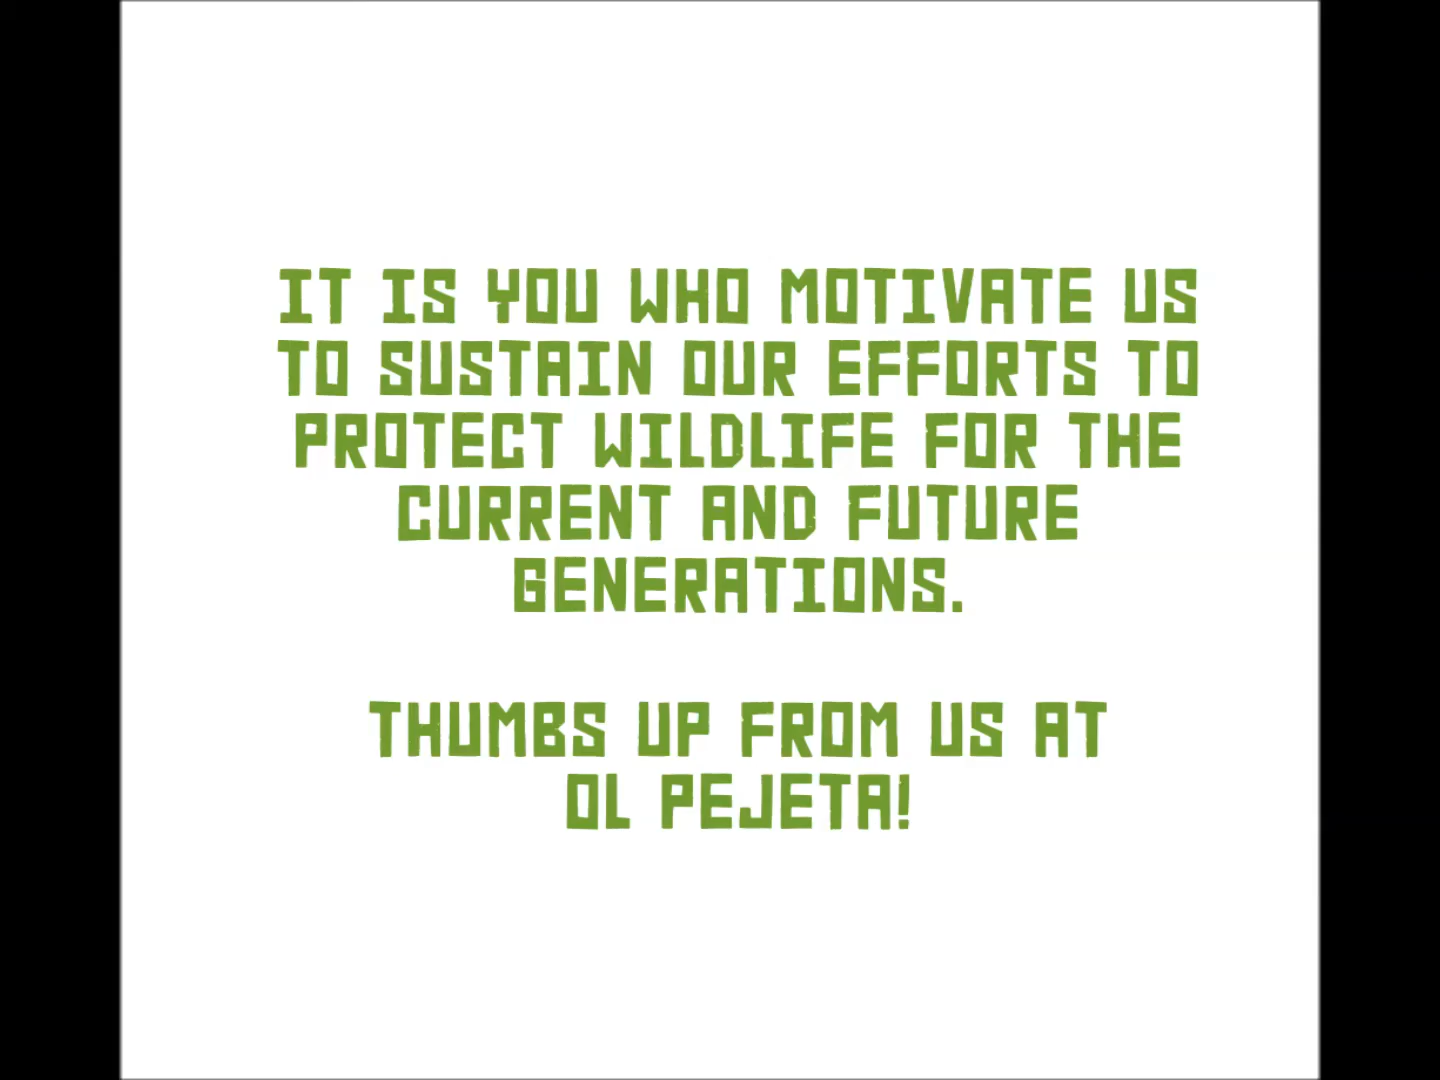 IT IS YOU WHO MOTIVATE US
TO SUSTAIN OUR EFFORTS TO
PROTECT WILDLIFE FOR THE
CURRENT AND FUTURE
GENERATIONS.
THUMBS UP FROM US AT
OL PEJETA!